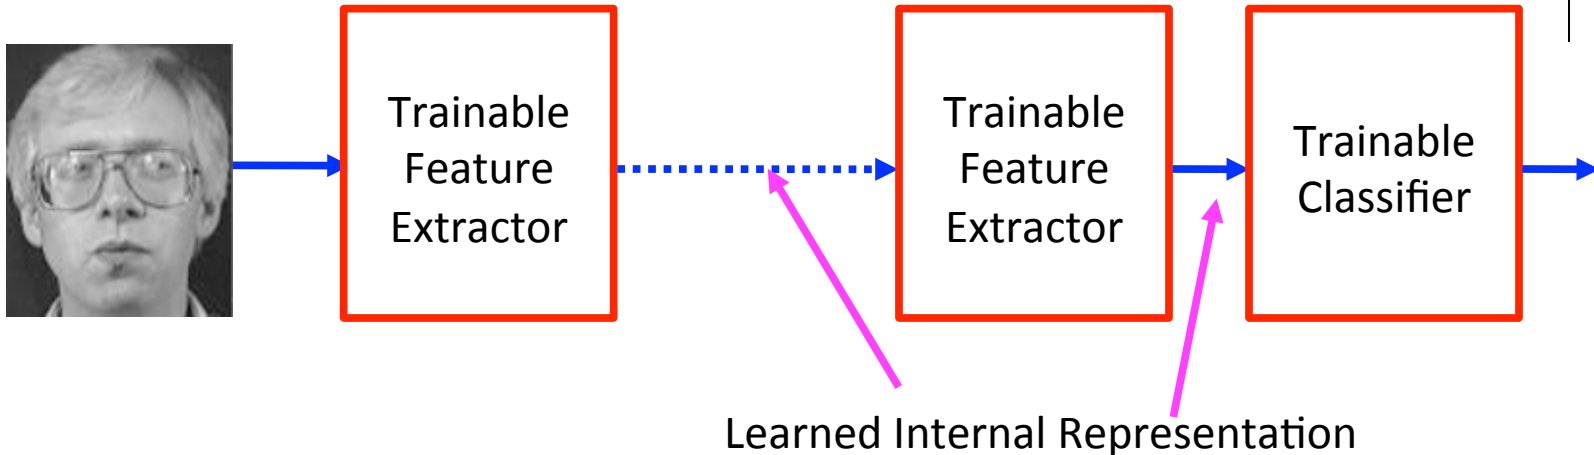 Trainable
Feature
Extractor
Trainable
Feature
Extractor
Trainable
Classifier
Learned Internal Representation